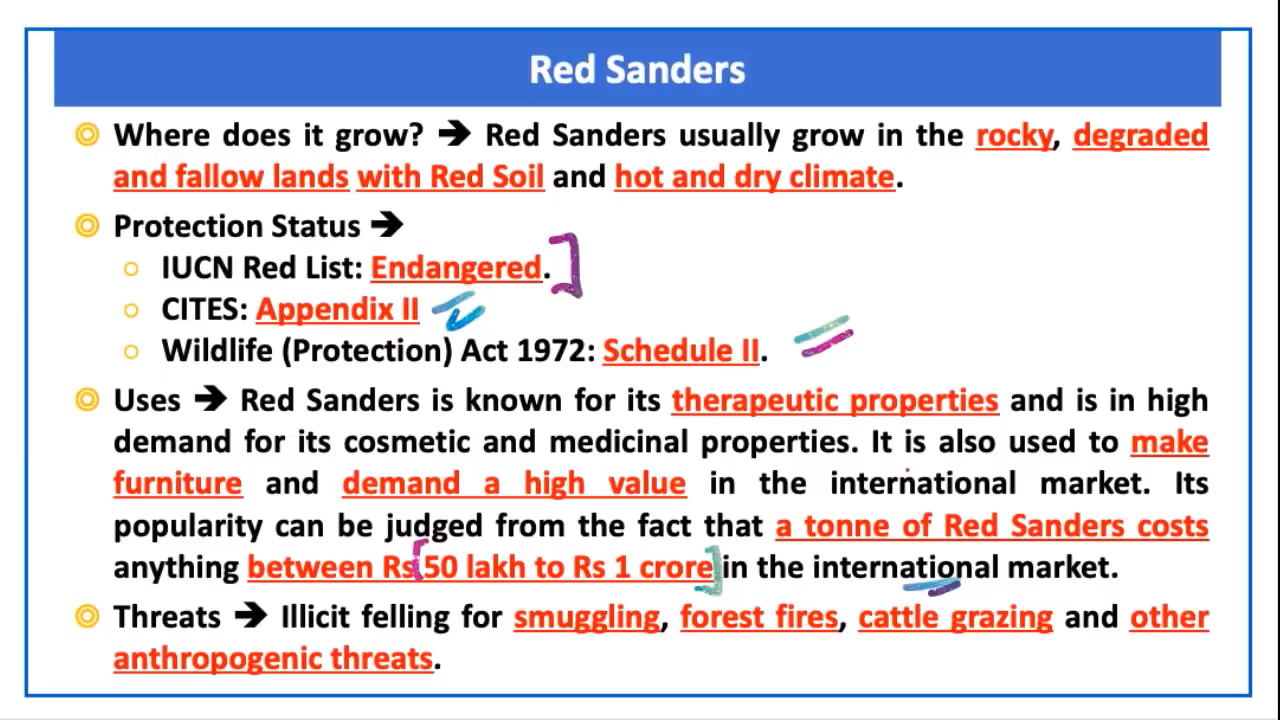 Red Sanders
Where does it grow? ➔ Red Sanders usually grow in the rocky, degraded
and fallow lands with Red Soil and hot and dry climate.
Protection Status ➔
IUCN Red List: Endangered.
CITES: Appendix II
Wildlife (Protection) Act 1972: Schedule II.
Uses ➔ Red Sanders is known for its therapeutic properties and is in high
demand for its cosmetic and medicinal properties. It is also used to make
furniture and demand a high value in the international market. Its
popularity can be judged from the fact that a tonne of Red Sanders costs
anything between Rs 50 lakh to Rs 1 crore in the international market.
Threats ➔ Illicit felling for smuggling, forest fires, cattle grazing and other
anthropogenic threats.